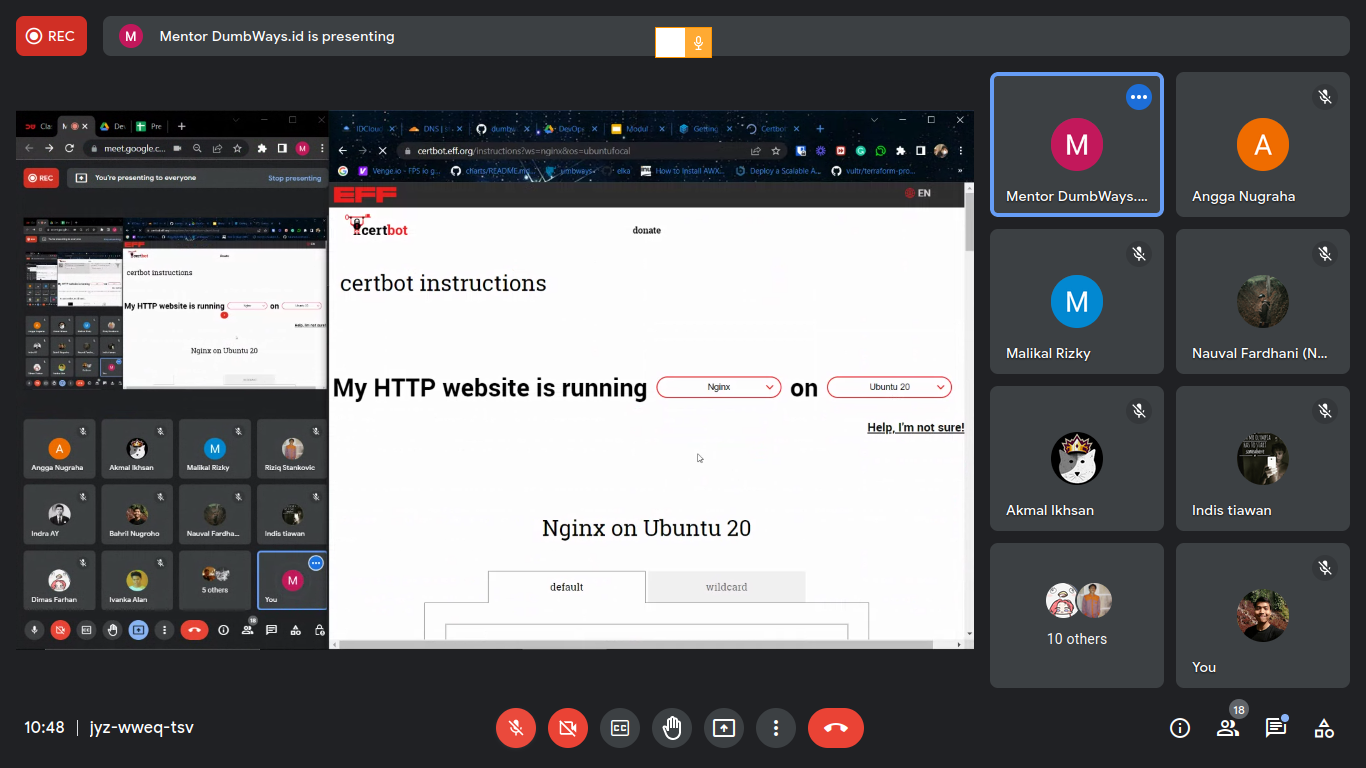 REC
M
Mentor DumbWays.id is presenting
meet.google.c...
REC
You're presenting to everyone
Stop presenting
My HTTP website is running
on
Help, I'm not sure!
certbot instructions
Nginx on Ubuntu 20
Angga Nugraha
Akmal Ikhsan
Malikal Rizky
Riziq Stankovic
Indra AY
Bahril Nugroho
Nauval Fardha...
Indis tiawan
Dimas Farhan
Ivanka Alan
5 others
You
18
IDCloud
DNS |
dumbw
DevOp
Modul
Getting
Certbot
certbot.eff.org/instructions?ws=nginx&os=ubuntufocal
Venge.io - FPS io g...
charts/README.md...
elka
How to Install AWX...
Deploy a Scalable A...
vultr/terraform-pro...
EFF
EN
certbot
donate
certbot instructions
My HTTP website is running Nginx on Ubuntu 20
Help, I'm not sure!
Nginx on Ubuntu 20
default
wildcard
M
Mentor DumbWays....
A
Angga Nugraha
M
Malikal Rizky
Nauval Fardhani (N...
Akmal Ikhsan
Indis tiawan
10 others
You
10:48 | jyz-wweq-tsv
18